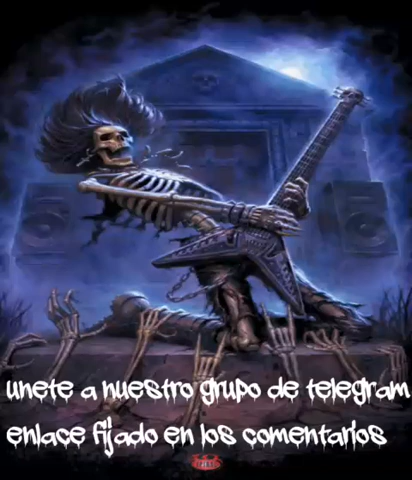 unete a nuestro grupo de telegram
enlace fijado en los comentarios